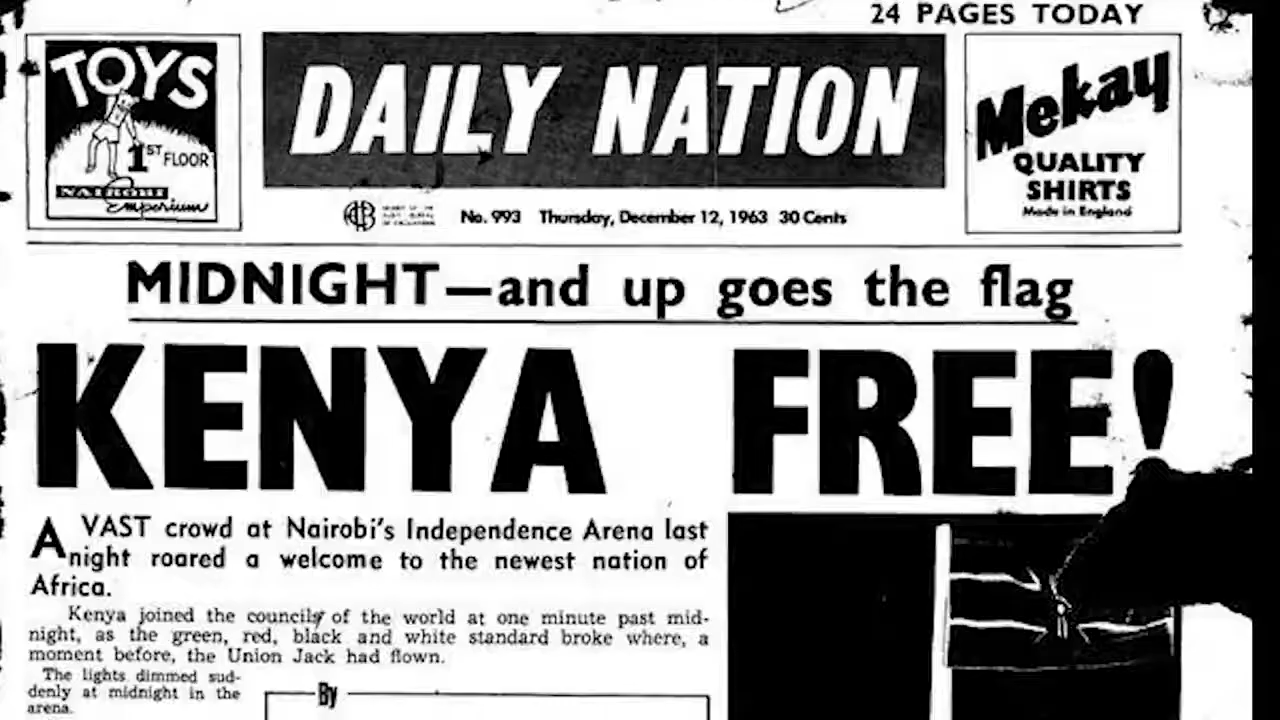 24 PAGES TODAY
TOYS
1ST FLOOR
NAIROBI
Emporium
DAILY NATION
Mekay
QUALITY
SHIRTS
Made in England
No. 993 Thursday, December 12, 1963 30 Cents
MIDNIGHT—and up goes the flag
KENYA FREE!
A VAST crowd at Nairobi's Independence Arena last
night roared a welcome to the newest nation of
Africa.
Kenya joined the councils of the world at one minute past mid-
night, as the green, red, black and white standard broke where, a
moment before, the Union Jack had flown.
The lights dimmed sud-
denly at midnight in the
arena.
By